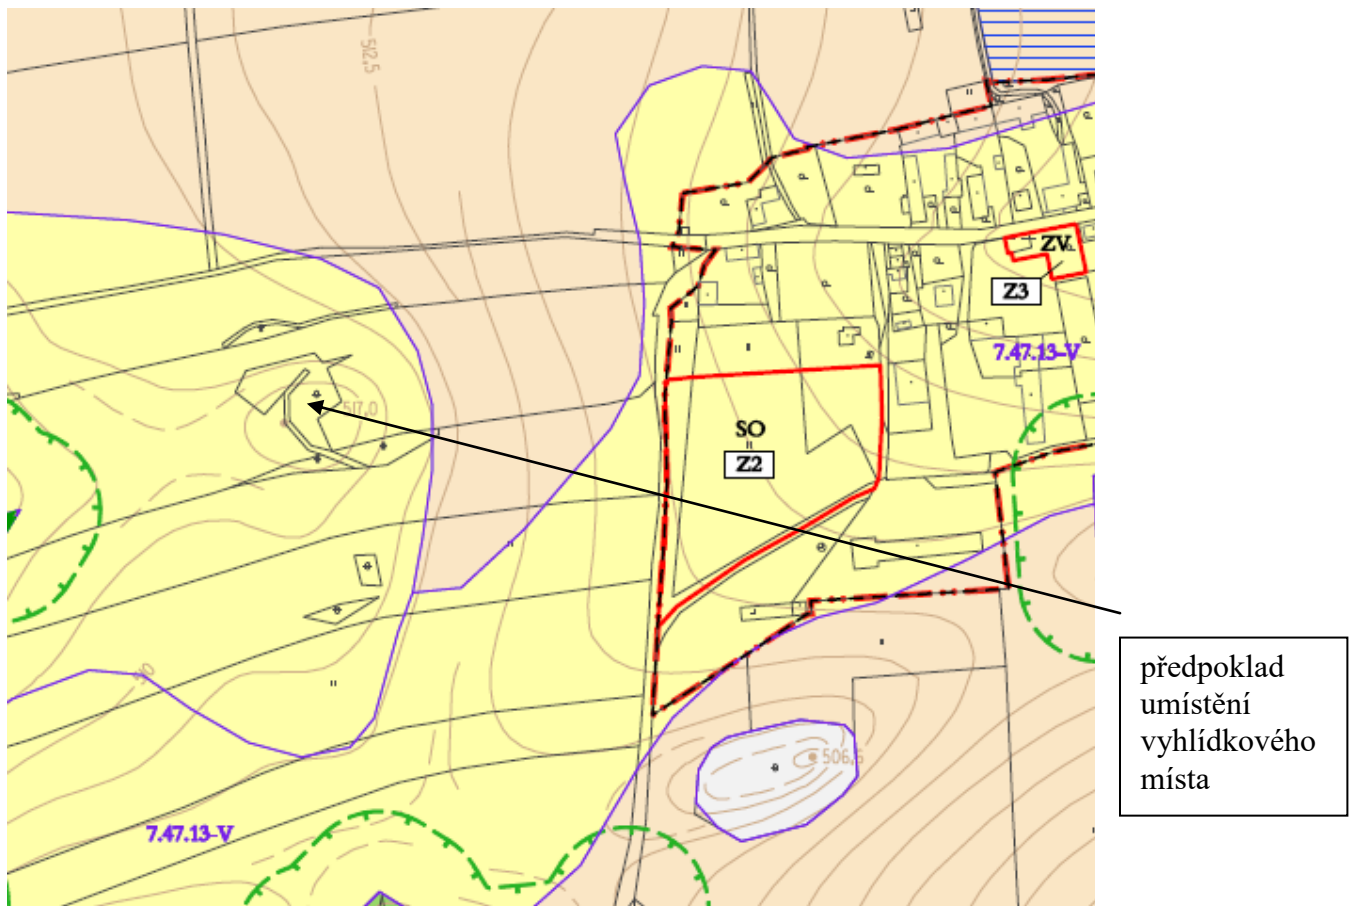 512,5
ZV
Z3
7.47.13-V
517,0
SO
Z2
510
506,5
7.47.13-V
předpoklad
umístění
vyhlídkového
místa